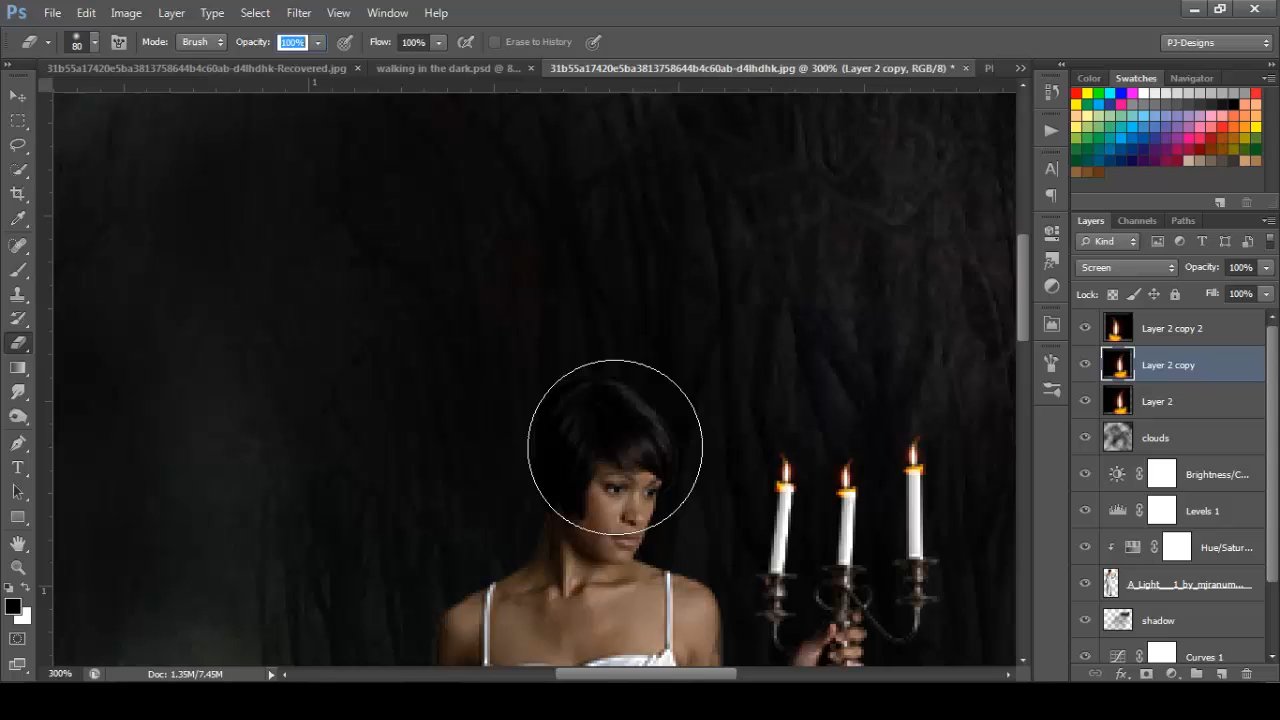 Ps File Edit Image Layer Type Select Filter View Window Help
80 Mode: Brush Opacity: 100% Flow: 100% Erase to History PJ-Designs
31b55a17420e5ba3813758644b4c60ab-d4lhdhk-Recovered.jpg × walking in the dark.psd @ 8... × 31b55a17420e5ba3813758644b4c60ab-d4lhdhk.jpg @ 300% (Layer 2 copy, RGB/8) * ×
Color Swatches Navigator
1
Layers Channels Paths
Kind
Screen Opacity: 100%
Lock: Fill: 100%
Layer 2 copy 2
Layer 2 copy
Layer 2
clouds
Brightness/C...
Levels 1
Hue/Satur...
A_Light__1_by_mjranum...
1
shadow
Curves 1
300% Doc: 1.35M/7.45M